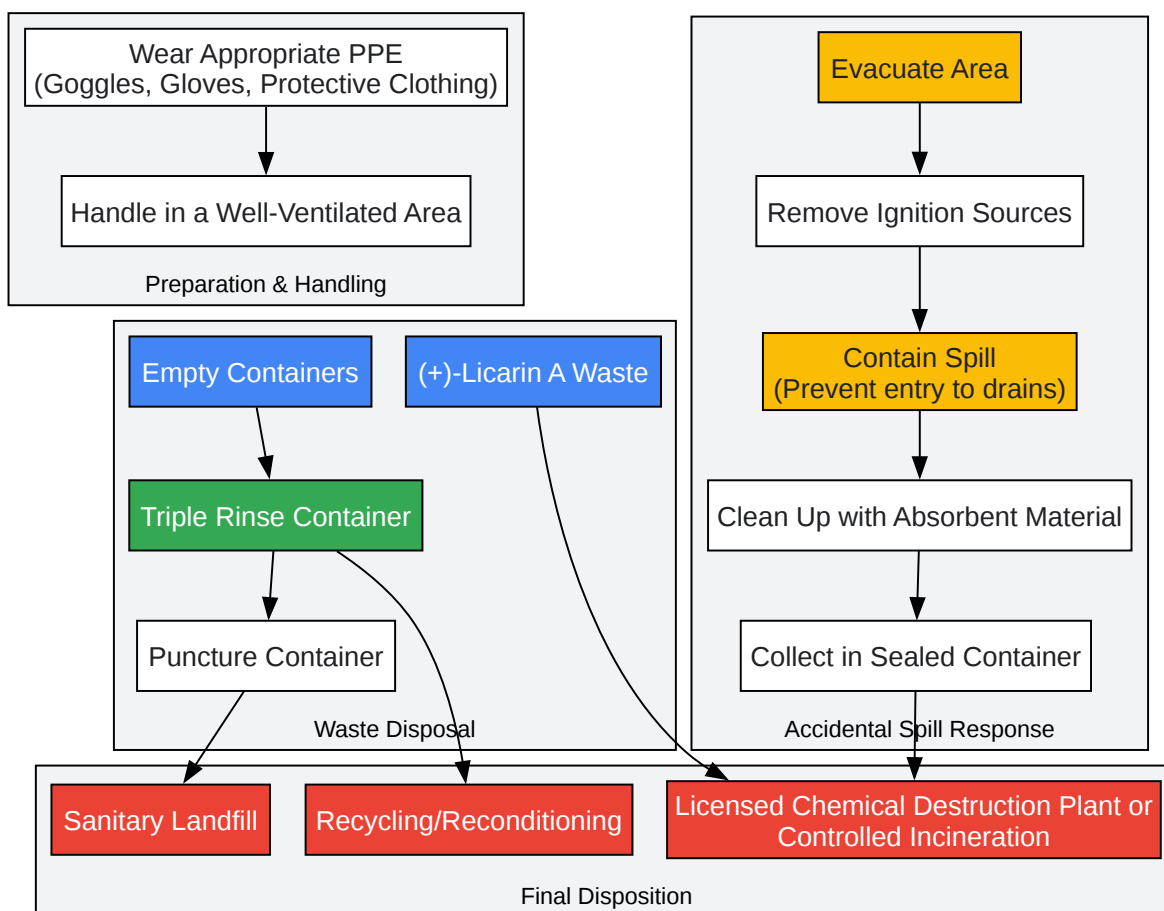 Wear Appropriate PPE
(Goggles, Gloves, Protective Clothing)
Handle in a Well-Ventilated Area
Preparation & Handling
Evacuate Area
Remove Ignition Sources
Contain Spill
(Prevent entry to drains)
Clean Up with Absorbent Material
Collect in Sealed Container
Accidental Spill Response
Empty Containers
(+)-Licarin A Waste
Triple Rinse Container
Puncture Container
Waste Disposal
Sanitary Landfill
Recycling/Reconditioning
Licensed Chemical Destruction Plant or
Controlled Incineration
Final Disposition